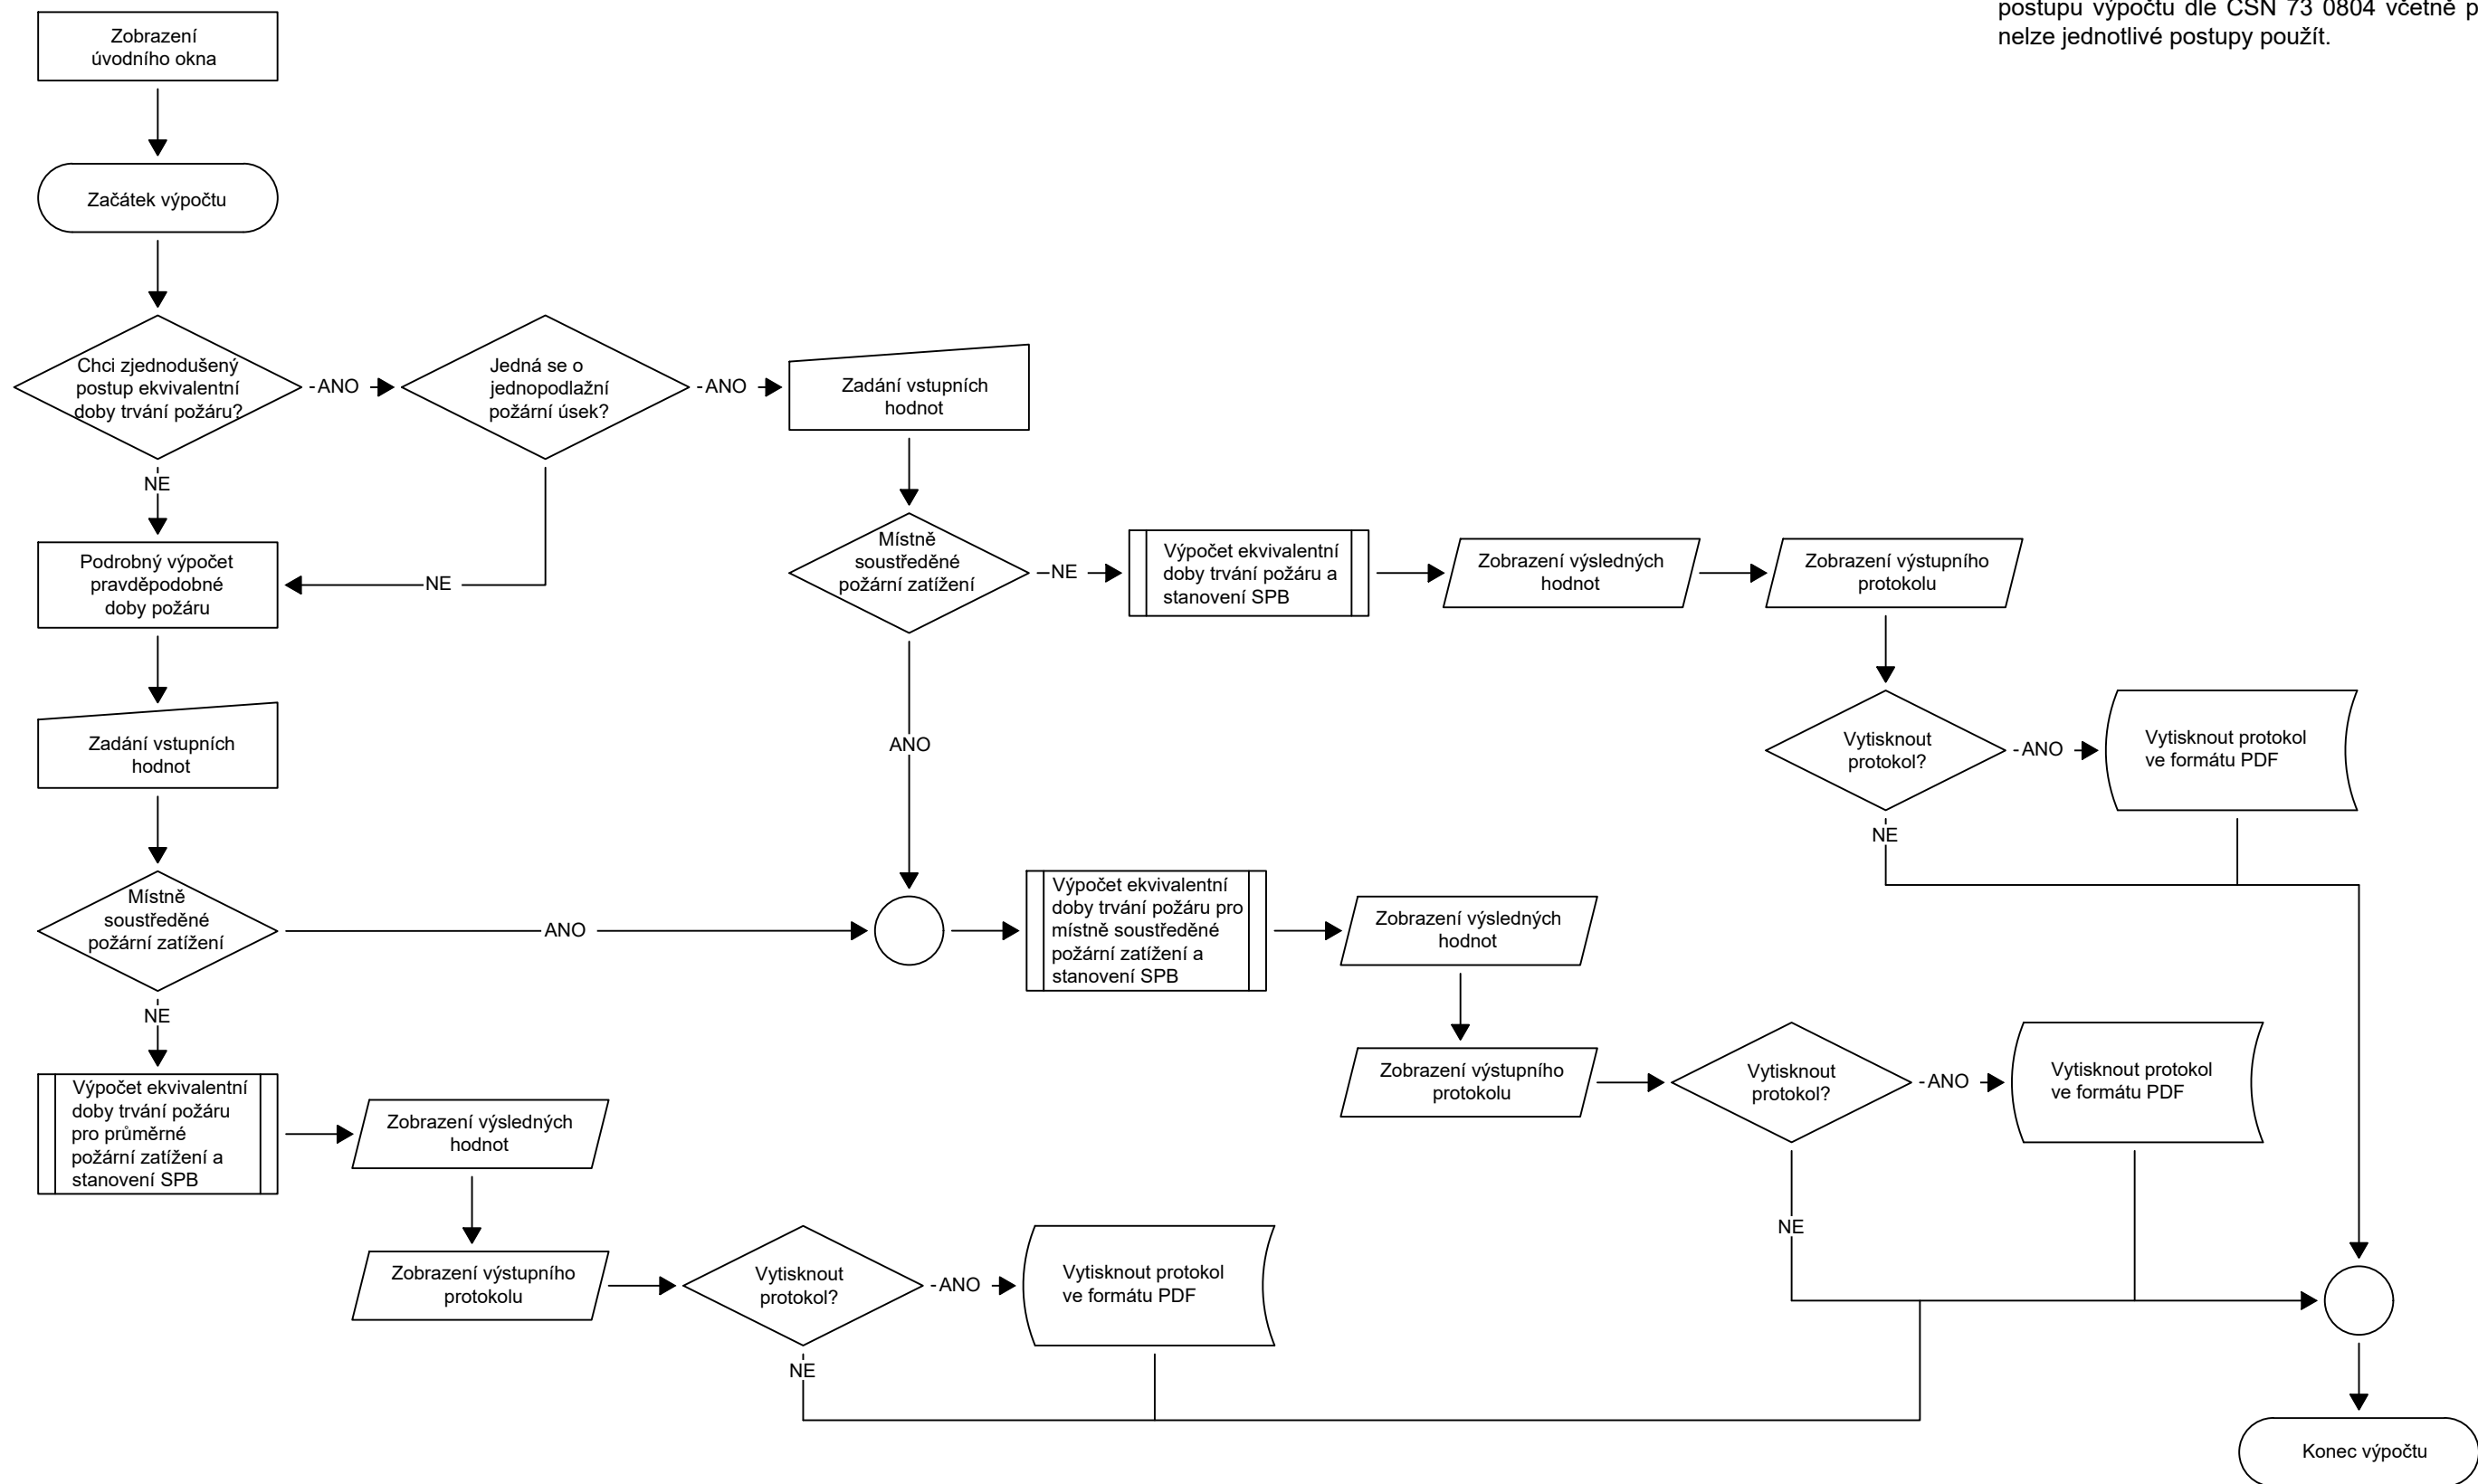 postupu výpočtu dle ČSN 73 0804 včetně p
nelze jednotlivé postupy použít.
Zobrazení
úvodního okna
Začátek výpočtu
Chci zjednodušený
postup ekvivalentní
doby trvání požáru?
ANO
Jedná se o
jednopodlažní
požární úsek?
ANO
Zadání vstupních
hodnot
NE
NE
Podrobný výpočet
pravděpodobné
doby požáru
Místně
soustředěné
požární zatížení
NE
Výpočet ekvivalentní
doby trvání požáru a
stanovení SPB
Zobrazení výsledných
hodnot
Zobrazení výstupního
protokolu
Zadání vstupních
hodnot
ANO
Vytisknout
protokol?
ANO
Vytisknout protokol
ve formátu PDF
NE
Místně
soustředěné
požární zatížení
ANO
Výpočet ekvivalentní
doby trvání požáru pro
místně soustředěné
požární zatížení a
stanovení SPB
Zobrazení výsledných
hodnot
NE
Zobrazení výstupního
protokolu
Vytisknout
protokol?
ANO
Vytisknout protokol
ve formátu PDF
NE
Výpočet ekvivalentní
doby trvání požáru
pro průměrné
požární zatížení a
stanovení SPB
Zobrazení výsledných
hodnot
Zobrazení výstupního
protokolu
Vytisknout
protokol?
ANO
Vytisknout protokol
ve formátu PDF
NE
Konec výpočtu